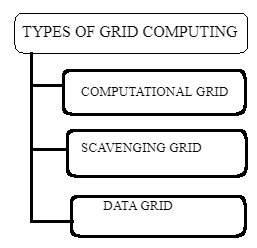 TYPES OF GRID COMPUTING
COMPUTATIONAL GRID
SCAVENGING GRID
DATA GRID